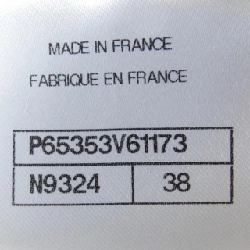 MADE IN FRANCE
FABRIQUE EN FRANCE
P65353V61173
N9324 38